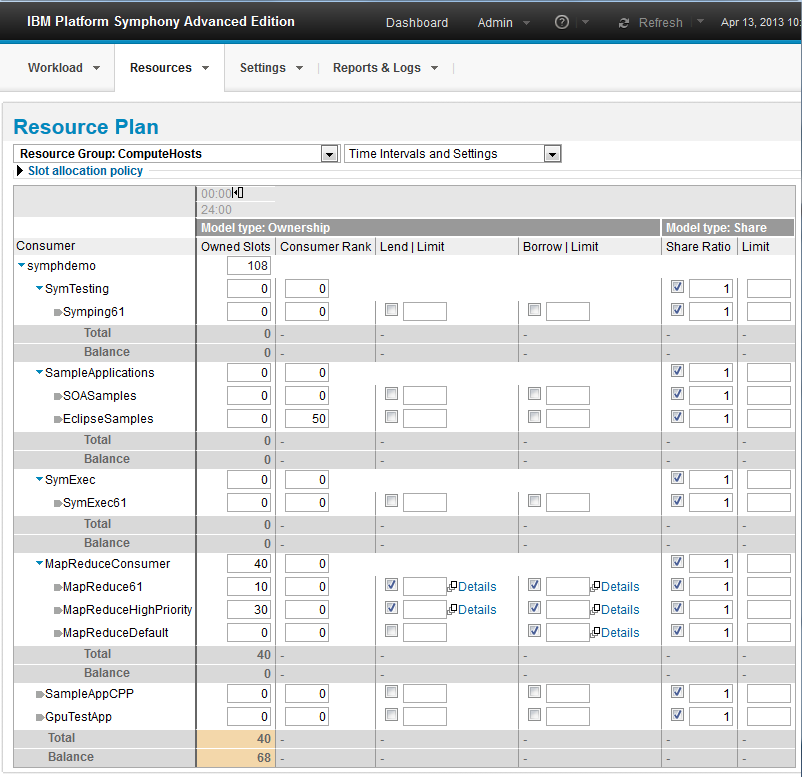 IBM Platform Symphony Advanced Edition Dashboard Admin ? Refresh Apr 13, 2013 10:
Workload Resources Settings Reports & Logs
Resource Plan
Resource Group: ComputeHosts Time Intervals and Settings
Slot allocation policy
00:00
24:00
Model type: Ownership Model type: Share
Consumer Owned Slots Consumer Rank Lend | Limit Borrow | Limit Share Ratio Limit
symphdemo 108
SymTesting 0 0 1
Symping61 0 0 1
Total 0 - - - - -
Balance 0 - - - - -
SampleApplications 0 0 1
SOASamples 0 0 1
EclipseSamples 0 50 1
Total 0 - - - - -
Balance 0 - - - - -
SymExec 0 0 1
SymExec61 0 0 1
Total 0 - - - - -
Balance 0 - - - - -
MapReduceConsumer 40 0 1
MapReduce61 10 0 Details Details 1
MapReduceHighPriority 30 0 Details Details 1
MapReduceDefault 0 0 Details 1
Total 40 - - - - -
Balance 0 - - - - -
SampleAppCPP 0 0 1
GpuTestApp 0 0 1
Total 40 - - - - -
Balance 68 - - - - -